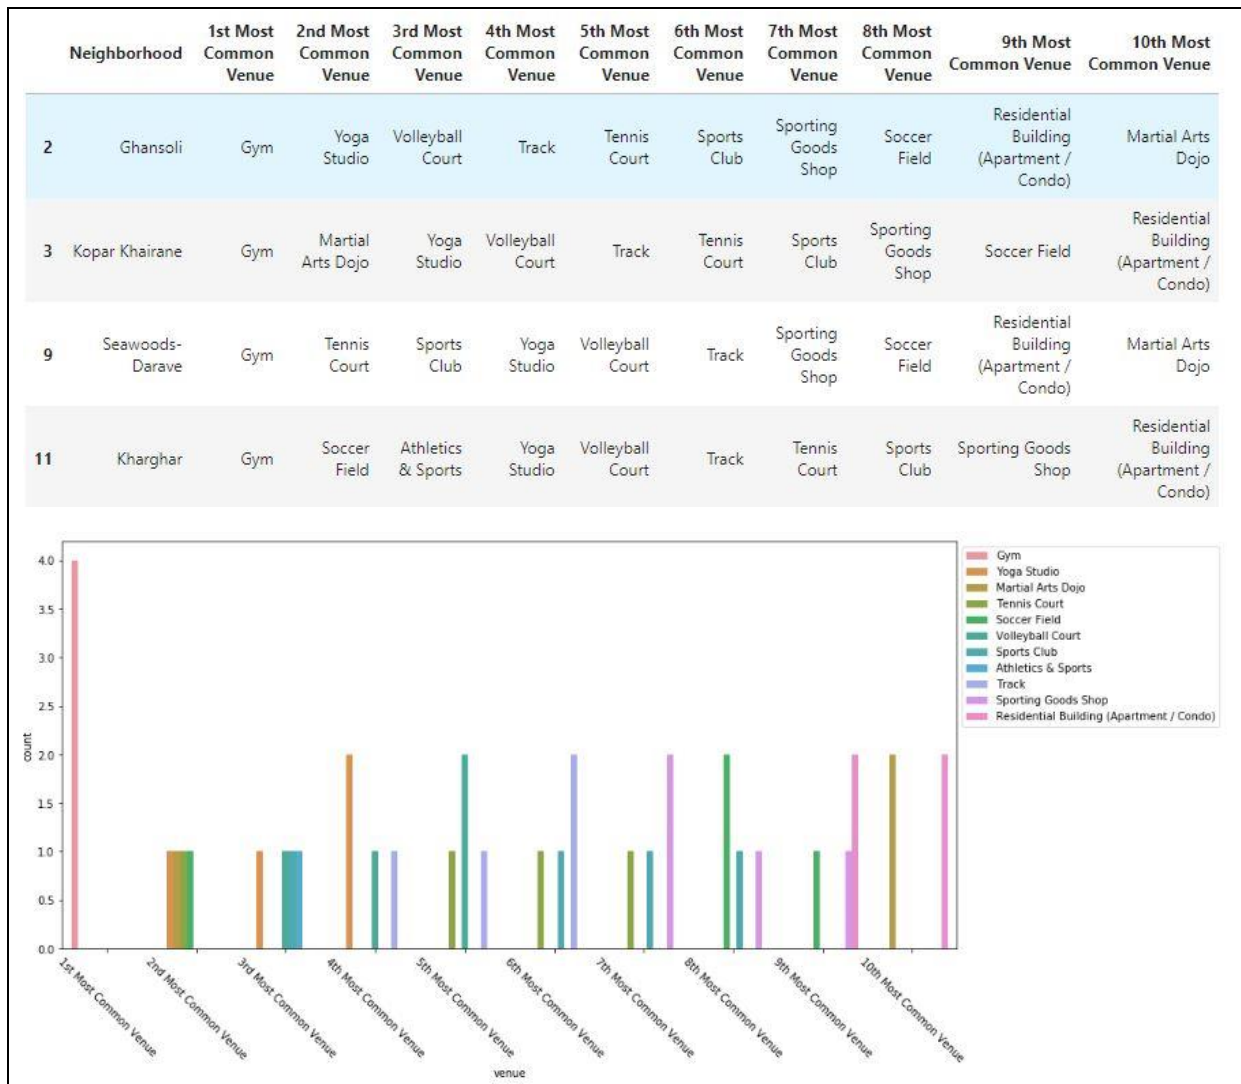 Neighborhood 1st Most Common Venue 2nd Most Common Venue 3rd Most Common Venue 4th Most Common Venue 5th Most Common Venue 6th Most Common Venue 7th Most Common Venue 8th Most Common Venue 9th Most Common Venue 10th Most Common Venue
2 Ghansoli Gym Yoga Studio Volleyball Court Track Tennis Court Sports Club Sporting Goods Shop Soccer Field Residential Building (Apartment / Condo) Martial Arts Dojo
3 Kopar Khairane Gym Martial Arts Dojo Yoga Studio Volleyball Court Track Tennis Court Sports Club Sporting Goods Shop Soccer Field Residential Building (Apartment / Condo)
9 Seawoods-Darave Gym Tennis Court Sports Club Yoga Studio Volleyball Court Track Sporting Goods Shop Soccer Field Residential Building (Apartment / Condo) Martial Arts Dojo
11 Kharghar Gym Soccer Field Athletics & Sports Yoga Studio Volleyball Court Track Tennis Court Sports Club Sporting Goods Shop Residential Building (Apartment / Condo)
count
4.0
3.5
3.0
2.5
2.0
1.5
1.0
0.5
0.0
1st Most Common Venue
2nd Most Common Venue
3rd Most Common Venue
4th Most Common Venue
5th Most Common Venue
6th Most Common Venue
7th Most Common Venue
8th Most Common Venue
9th Most Common Venue
10th Most Common Venue
venue
Gym
Yoga Studio
Martial Arts Dojo
Tennis Court
Soccer Field
Volleyball Court
Sports Club
Athletics & Sports
Track
Sporting Goods Shop
Residential Building (Apartment / Condo)